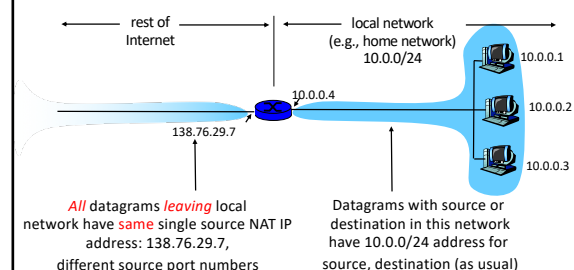 rest of
Internet
local network
(e.g., home network)
10.0.0/24
10.0.0.1
10.0.0.4
10.0.0.2
138.76.29.7
10.0.0.3
All datagrams leaving local
network have same single source NAT IP
address: 138.76.29.7,
different source port numbers
Datagrams with source or
destination in this network
have 10.0.0/24 address for
source, destination (as usual)